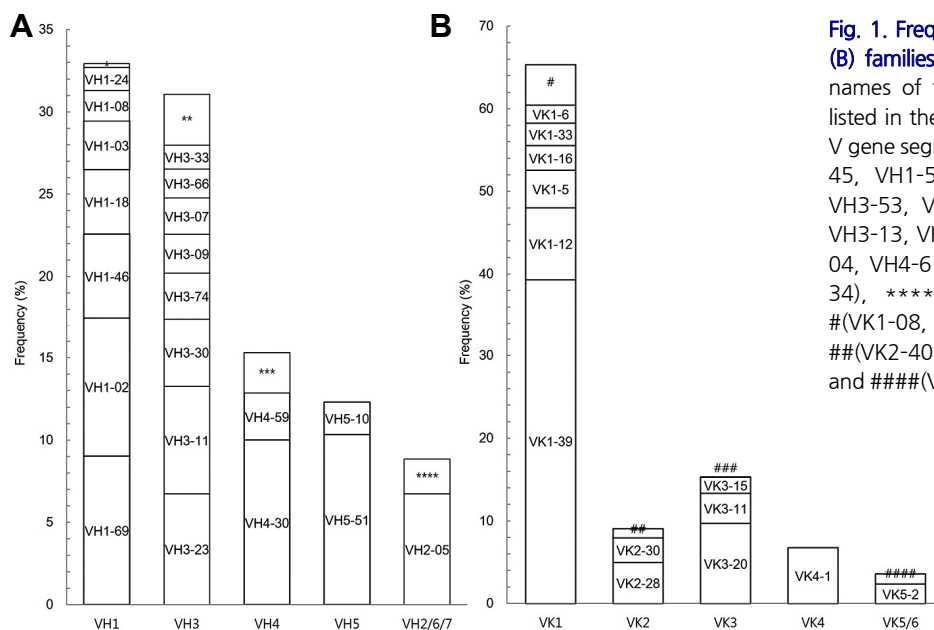 A
Frequency (%)
35
30
25
20
15
10
5
0
*
VH1-24
VH1-08
VH1-03
VH1-18
VH1-46
VH1-02
VH1-69
**
VH3-33
VH3-66
VH3-07
VH3-09
VH3-74
VH3-30
VH3-11
VH3-23
***
VH4-59
VH4-30
VH5-10
VH5-51
****
VH2-05
VH1 VH3 VH4 VH5 VH2/6/7
B
Frequency (%)
70
60
50
40
30
20
10
0
#
VK1-6
VK1-33
VK1-16
VK1-5
VK1-12
VK1-39
##
VK2-30
VK2-28
###
VK3-15
VK3-11
VK3-20
VK4-1
####
VK5-2
VK1 VK2 VK3 VK4 VK5/6
Fig. 1. Freq
(B) families
names of
listed in the
V gene seg
45, VH1-5
VH3-53, V
VH3-13, VH
04, VH4-6
34), ****
#(VK1-08,
##(VK2-40
and ####(V